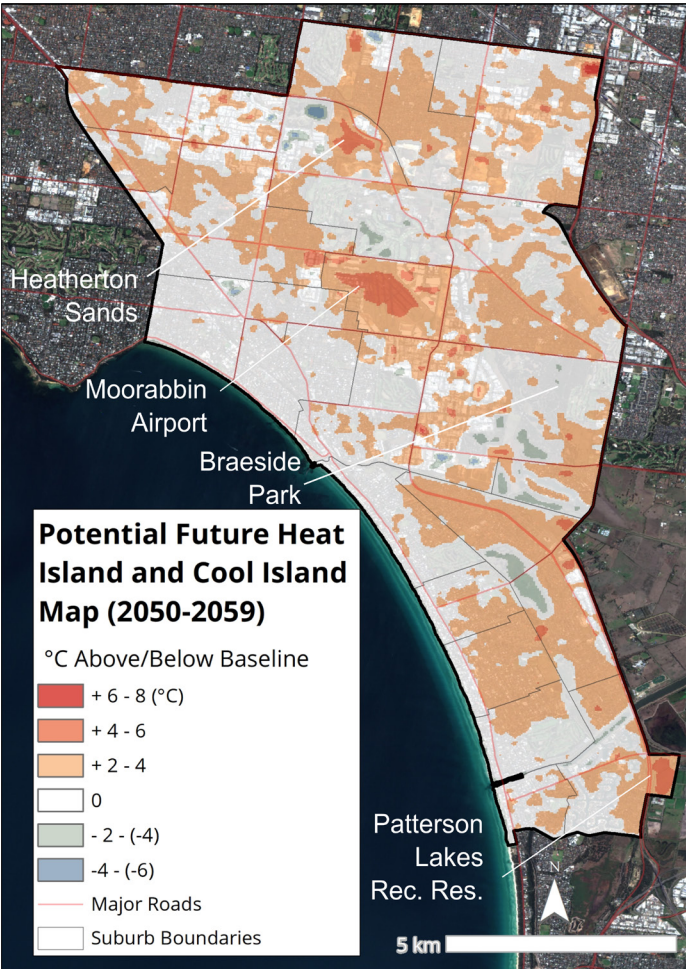 Heatherton
Sands
Moorabbin
Airport
Braeside
Park
Potential Future Heat
Island and Cool Island
Map (2050-2059)
°C Above/Below Baseline
+ 6 - 8 (°C)
+ 4 - 6
+ 2 - 4
0
- 2 - (-4)
-4 - (-6)
Major Roads
Suburb Boundaries
Patterson
Lakes
Rec. Res.
N
5 km